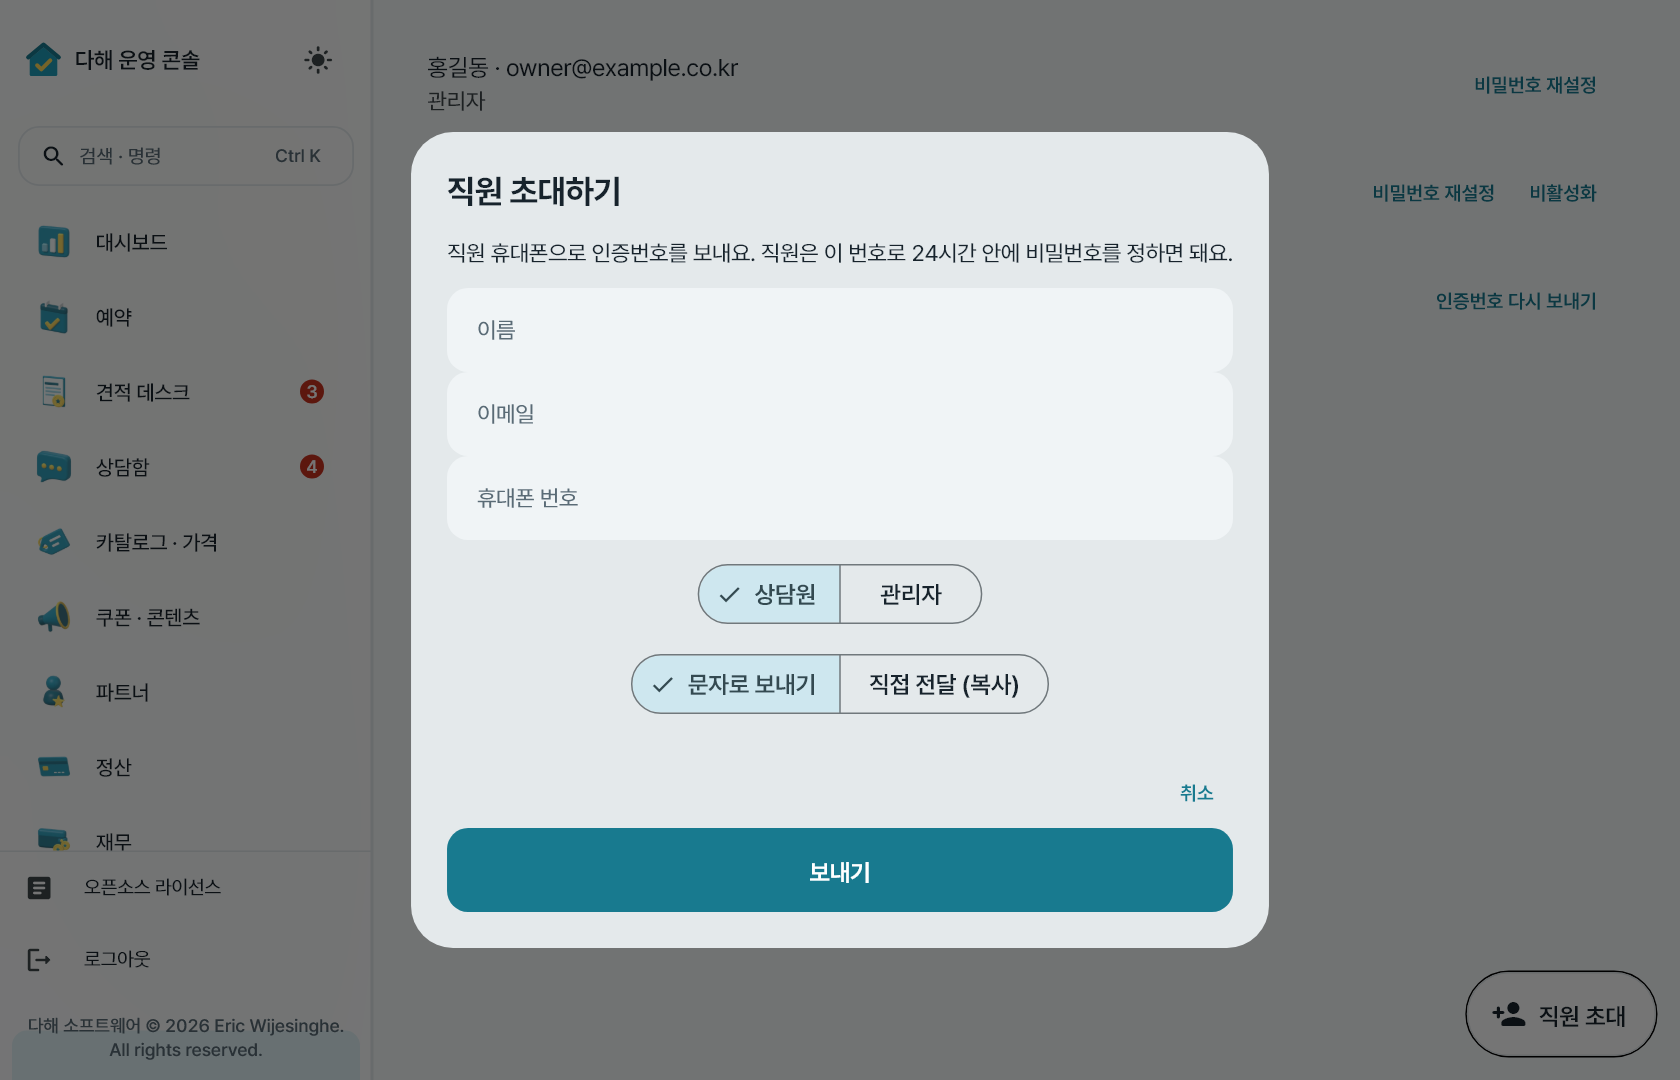 다해 운영 콘솔
검색 · 명령 Ctrl K
대시보드
예약
견적 데스크 3
상담함 4
카탈로그 · 가격
쿠폰 · 콘텐츠
파트너
정산
재무
오픈소스 라이선스
로그아웃
다해 소프트웨어 © 2026 Eric Wijesinghe.
All rights reserved.
홍길동 · owner@example.co.kr
관리자
비밀번호 재설정
비밀번호 재설정 비활성화
인증번호 다시 보내기
직원 초대하기
직원 휴대폰으로 인증번호를 보내요. 직원은 이 번호로 24시간 안에 비밀번호를 정하면 돼요.
이름
이메일
휴대폰 번호
상담원 관리자
문자로 보내기 직접 전달 (복사)
취소
보내기
직원 초대